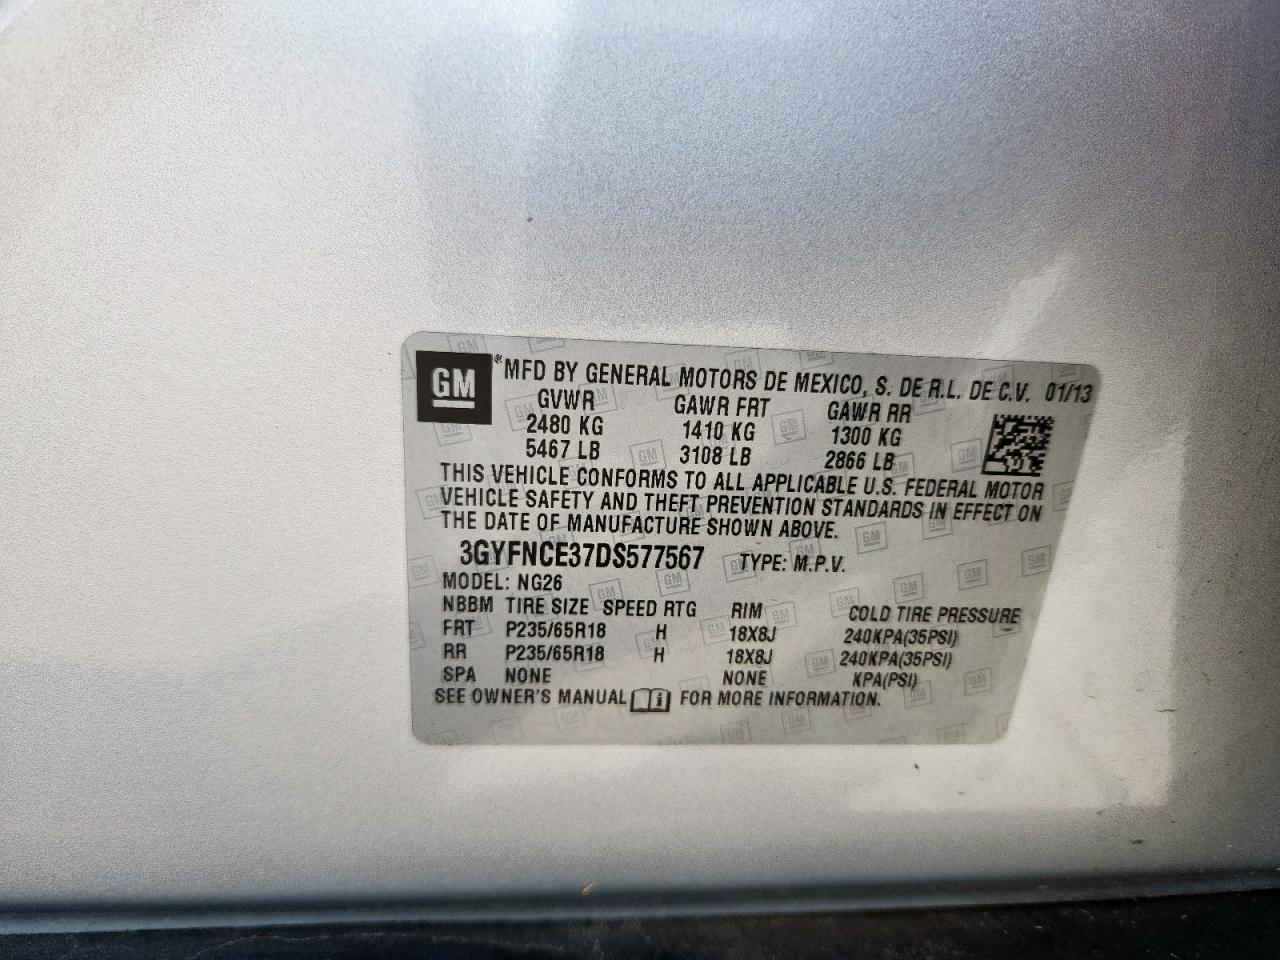 GM ® MFD BY GENERAL MOTORS DE MEXICO, S. DE R.L. DE C.V. 01/13
GVWR GAWR FRT GAWR RR
2480 KG 1410 KG 1300 KG
5467 LB 3108 LB 2866 LB
THIS VEHICLE CONFORMS TO ALL APPLICABLE U.S. FEDERAL MOTOR
VEHICLE SAFETY AND THEFT PREVENTION STANDARDS IN EFFECT ON
THE DATE OF MANUFACTURE SHOWN ABOVE.
3GYFNCE37DS577567 TYPE: M.P.V.
MODEL: NG26
NBBM TIRE SIZE SPEED RTG RIM COLD TIRE PRESSURE
FRT P235/65R18 H 18X8J 240KPA(35PSI)
RR P235/65R18 H 18X8J 240KPA(35PSI)
SPA NONE NONE KPA(PSI)
SEE OWNER'S MANUAL FOR MORE INFORMATION.